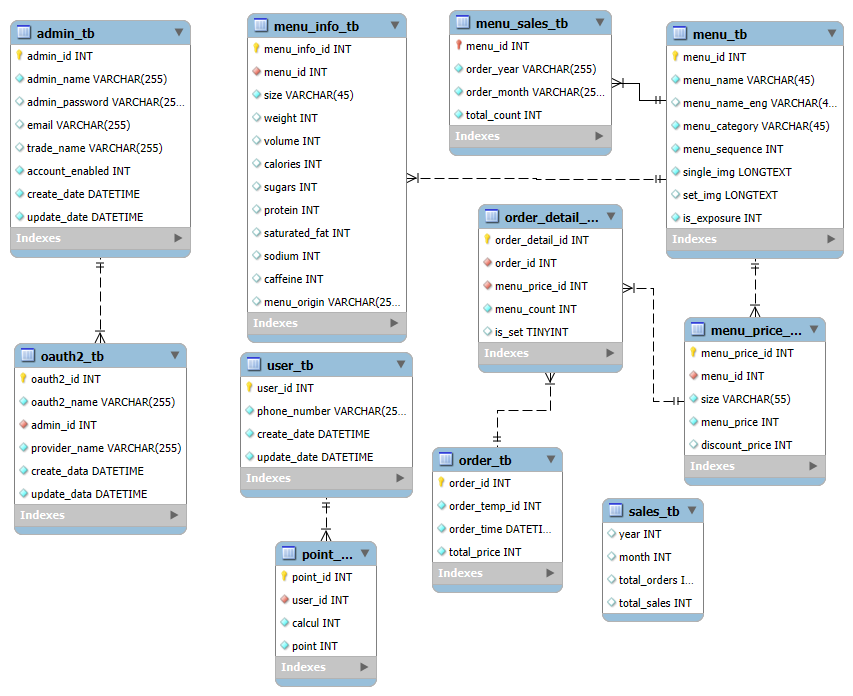 admin_tb
admin_id INT
admin_name VARCHAR(255)
admin_password VARCHAR(25...
email VARCHAR(255)
trade_name VARCHAR(255)
account_enabled INT
create_date DATETIME
update_date DATETIME
Indexes
menu_info_tb
menu_info_id INT
menu_id INT
size VARCHAR(45)
weight INT
volume INT
calories INT
sugars INT
protein INT
saturated_fat INT
sodium INT
caffeine INT
menu_origin VARCHAR(25...
Indexes
menu_sales_tb
menu_id INT
order_year VARCHAR(255)
order_month VARCHAR(25...
total_count INT
Indexes
menu_tb
menu_id INT
menu_name VARCHAR(45)
menu_name_eng VARCHAR(4...
menu_category VARCHAR(45)
menu_sequence INT
single_img LONGTEXT
set_img LONGTEXT
is_exposure INT
Indexes
order_detail_...
order_detail_id INT
order_id INT
menu_price_id INT
menu_count INT
is_set TINYINT
Indexes
menu_price_...
menu_price_id INT
menu_id INT
size VARCHAR(55)
menu_price INT
discount_price INT
Indexes
oauth2_tb
oauth2_id INT
oauth2_name VARCHAR(255)
admin_id INT
provider_name VARCHAR(255)
create_data DATETIME
update_data DATETIME
Indexes
user_tb
user_id INT
phone_number VARCHAR(25...
create_date DATETIME
update_date DATETIME
Indexes
order_tb
order_id INT
order_temp_id INT
order_time DATETI...
total_price INT
Indexes
sales_tb
year INT
month INT
total_orders I...
total_sales INT
point_...
point_id INT
user_id INT
calcul INT
point INT
Indexes